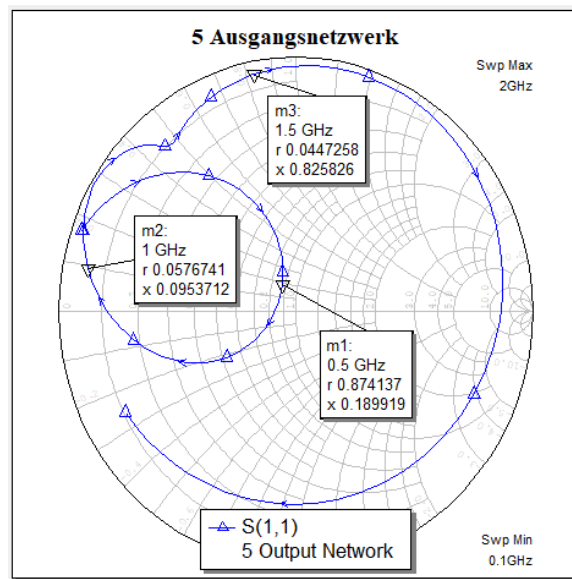 5 Ausgangsnetzwerk
Swp Max
2GHz
m3:
1.5 GHz
r 0.0447258
x 0.825826
m2:
1 GHz
r 0.0576741
x 0.0953712
m1:
0.5 GHz
r 0.874137
x 0.189919
S(1,1)
5 Output Network
Swp Min
0.1GHz